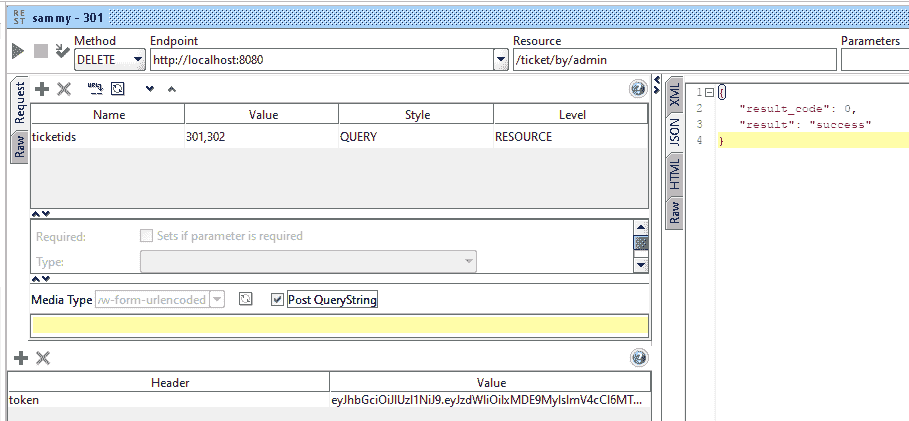 RE
ST
sammy - 301
Method Endpoint Resource Parameters
DELETE http://localhost:8080 /ticket/by/admin
Request
Raw
Name Value Style Level
ticketids 301,302 QUERY RESOURCE
Required: Sets if parameter is required
Type:
Media Type /w-form-urlencoded Post QueryString
Header Value
token
XML
JSON
HTML
Raw
1 {
2 "result_code": 0,
3 "result": "success"
4 }